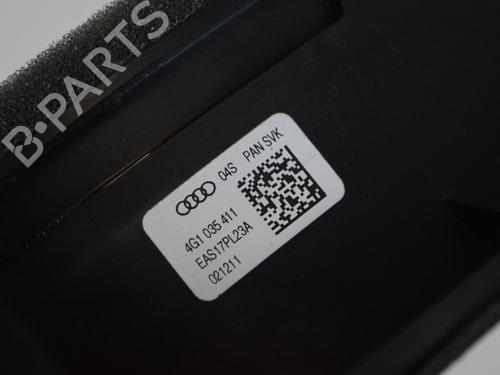 B-PARTS
04S PAN SVK
4G1 035 411
EAS17PL23A
021211